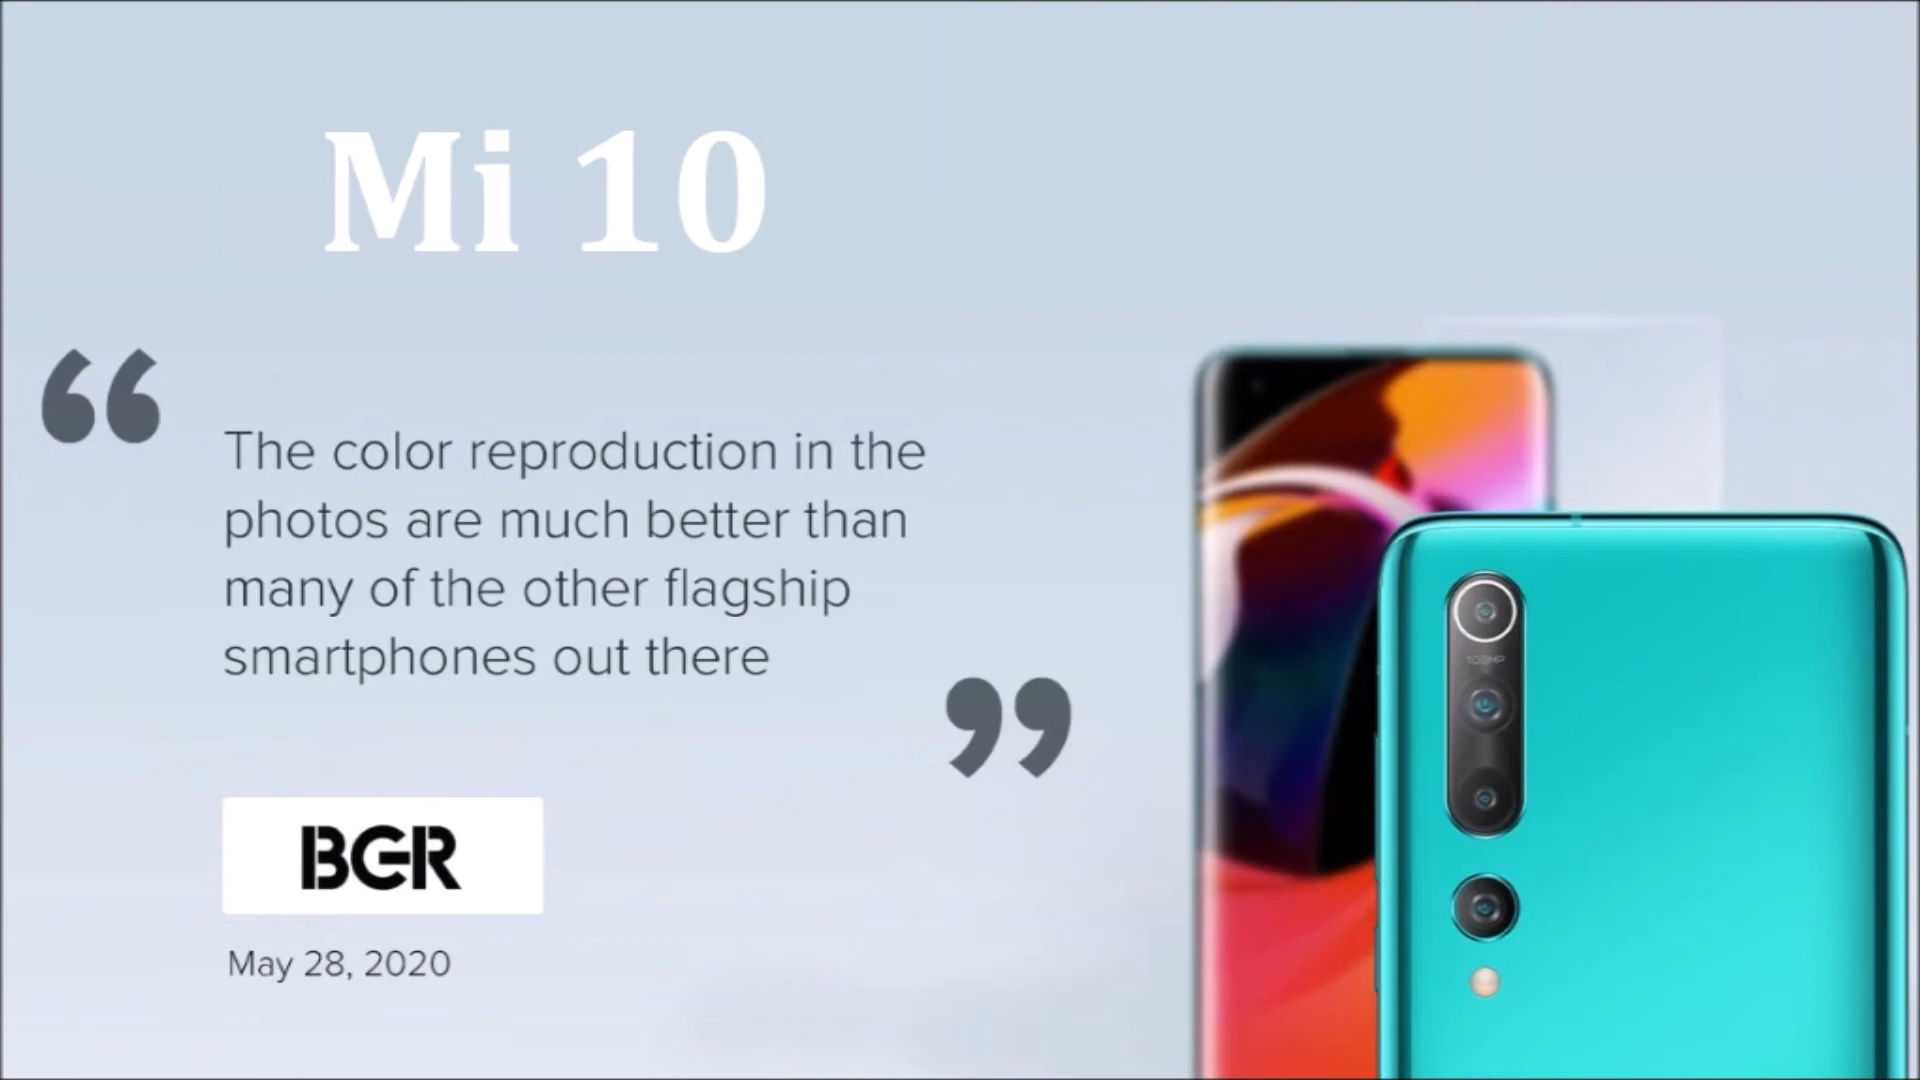 Mi 10
“
The color reproduction in the
photos are much better than
many of the other flagship
smartphones out there
”
BGR
May 28, 2020
108MP